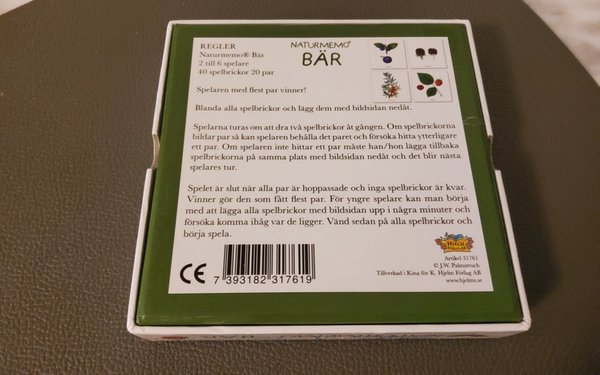 REGLER
Naturmemo® Bär
2 till 6 spelare
40 spelbrickor 20 par
Spelaren med flest par vinner!
NATURMEMO®
BÄR
Blanda alla spelbrickor och lägg dem med bildsidan nedåt.
Spelarna turas om att dra två spelbrickor åt gången. Om spelbrickorna
bildar par så kan spelaren behålla det paret och försöka hitta ytterligare
ett par. Om spelaren inte hittar ett par måste han/hon lägga tillbaka
spelbrickorna på samma plats med bildsidan nedåt och det blir nästa
spelares tur.
Spelet är slut när alla par är hoppassade och inga spelbrickor är kvar.
Vinner gör den som fått flest par. För yngre spelare kan man börja
med att lägga alla spelbrickor med bildsidan upp i några minuter och
försöka komma ihåg var de ligger. Vänd sedan på alla spelbrickor och
börja spela.
HJELM
Artikel 31761
© J.W. Palmstruch
Tillverkad i Kina för K. Hjelm Förlag AB
www.hjelms.se
CE
7 393182 317619